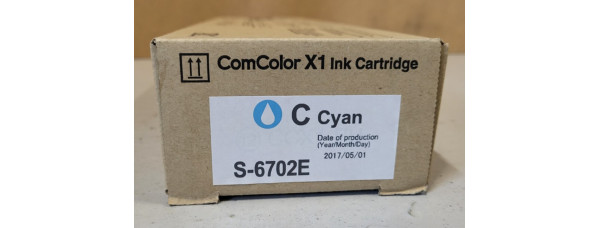 ComColor X1 Ink Cartridge
C Cyan
Date of production
(Year/Month/Day)
2017/05/01
S-6702E